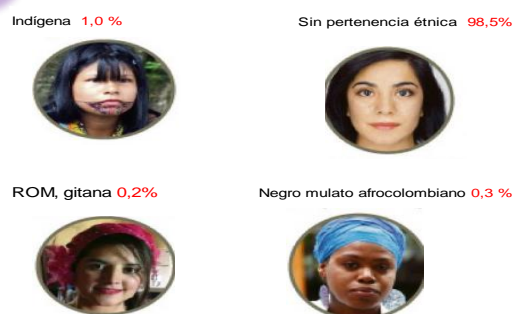 Indígena 1,0 %
Sin pertenencia étnica 98,5%
ROM, gitana 0,2%
Negro mulato afrocolombiano 0,3 %